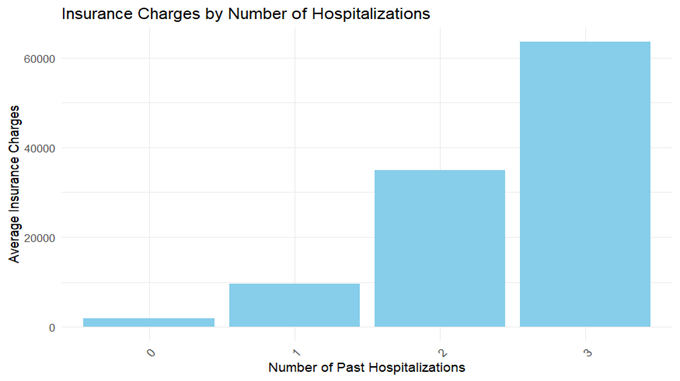 Insurance Charges by Number of Hospitalizations
Average Insurance Charges
60000
40000
20000
0
0 1 2 3
Number of Past Hospitalizations